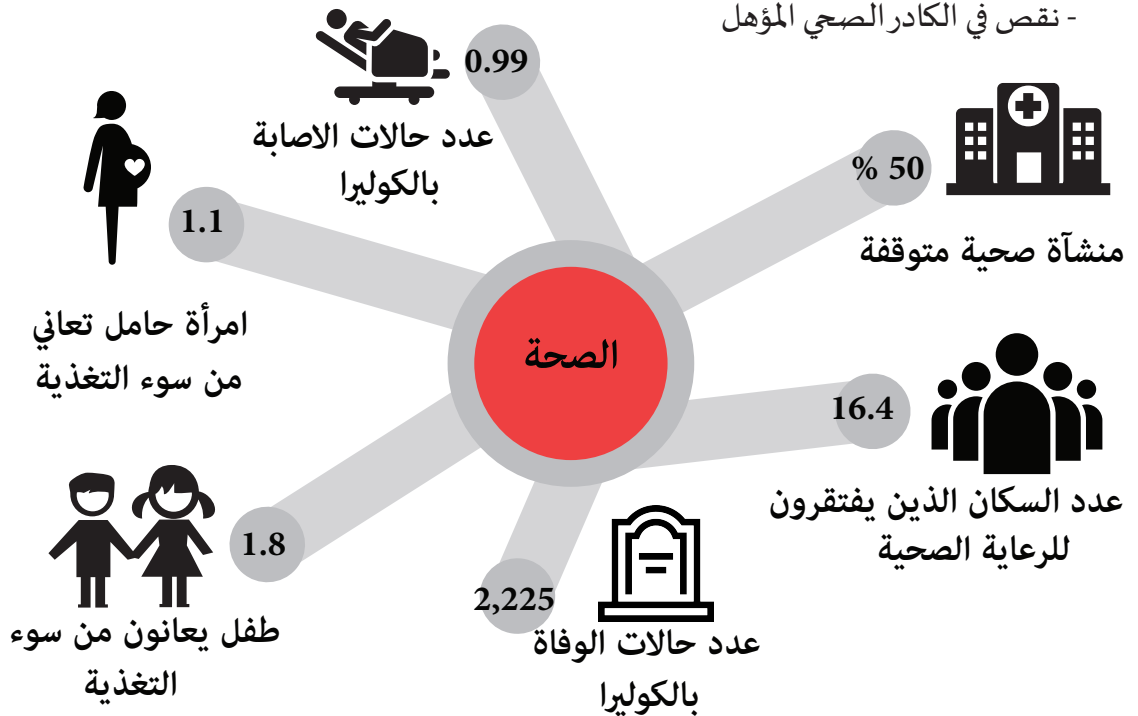 - نقص في الكادر الصحي المؤهل
0.99
عدد حالات الاصابة
بالكوليرا
% 50
منشآة صحية متوقفة
1.1
امرأة حامل تعاني
من سوء التغذية
الصحة
16.4
عدد السكان الذين يفتقرون
للرعاية الصحية
1.8
طفل يعانون من سوء
التغذية
2,225
عدد حالات الوفاة
بالكوليرا